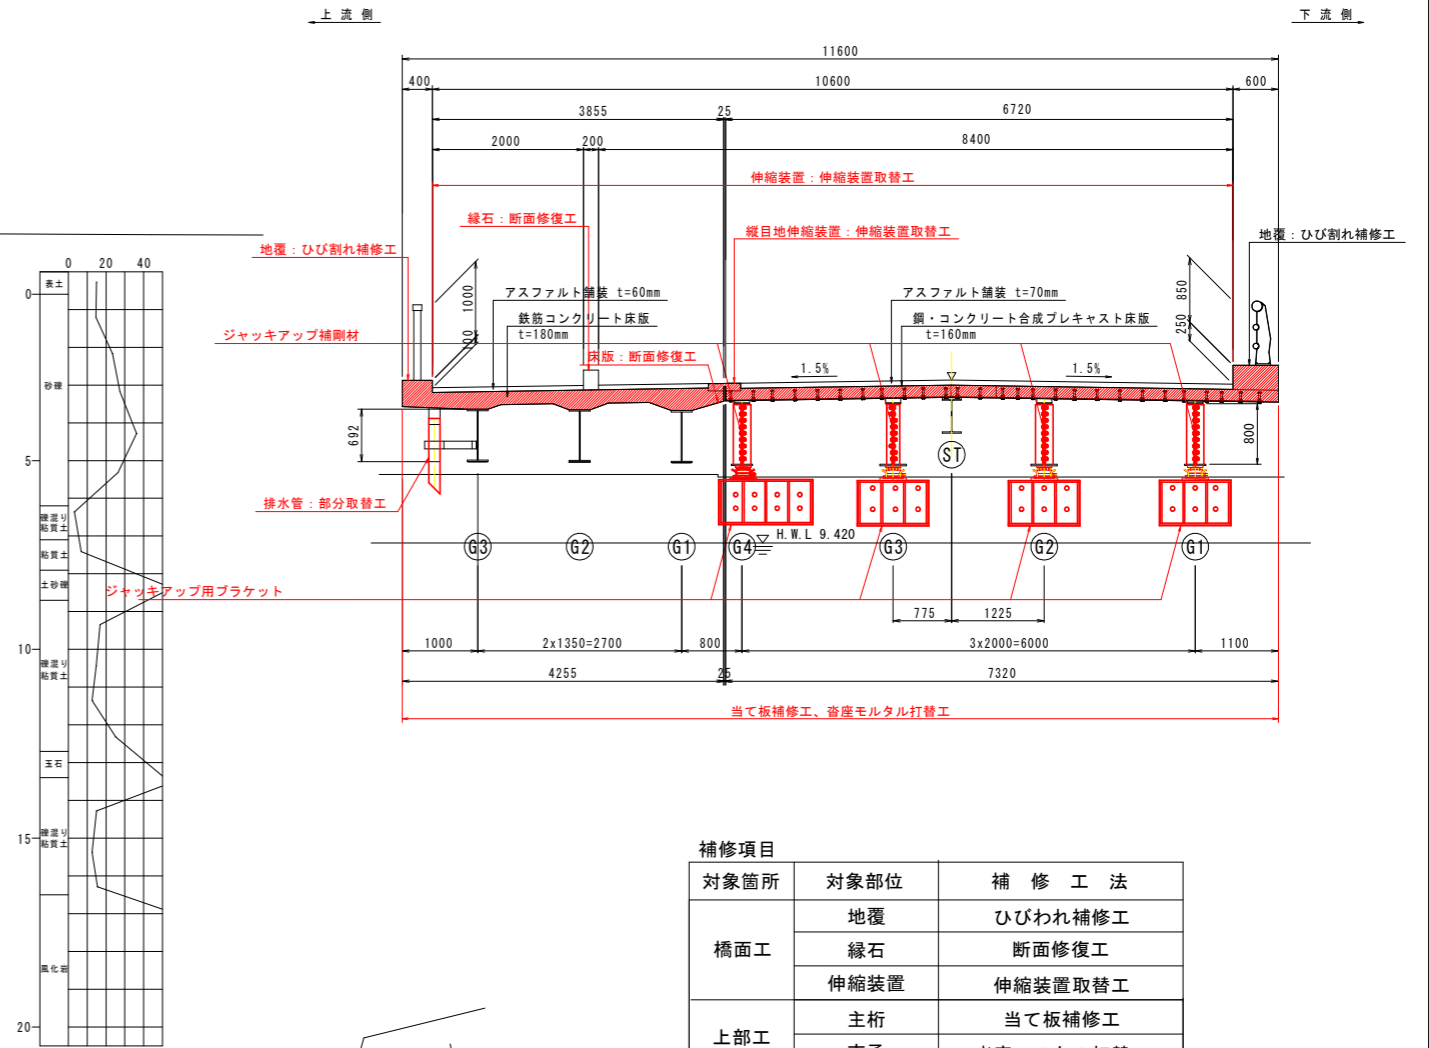 上 流 側
下 流 側
11600
400
10600
600
3855
25
6720
2000
200
8400
伸縮装置：伸縮装置取替工
縁石：断面修復工
縦目地伸縮装置：伸縮装置取替工
地覆：ひび割れ補修工
地覆：ひび割れ補修工
アスファルト舗装 t=60mm
アスファルト舗装 t=70mm
鉄筋コンクリート床版
t=180mm
鋼・コンクリート合成プレキャスト床版
t=160mm
ジャッキアップ補剛材
床版：断面修復工
1000
850
250
1.5%
1.5%
692
800
ST
排水管：部分取替工
H.W.L 9.420
G3
G2
G1
G4
G3
G2
G1
ジャッキアップ用ブラケット
775
1225
1000
2x1350=2700
800
3x2000=6000
1100
4255
25
7320
当て板補修工、沓座モルタル打替工
0
20
40
0
5
10
15
20
表土
砂礫
礫混り
粘質土
粘質土
土砂礫
礫混り
粘質土
玉石
礫混り
粘質土
風化岩
補修項目
対象箇所 対象部位 補 修 工 法
橋面工 地覆 ひびわれ補修工
縁石 断面修復工
伸縮装置 伸縮装置取替工
上部工 主桁 当て板補修工